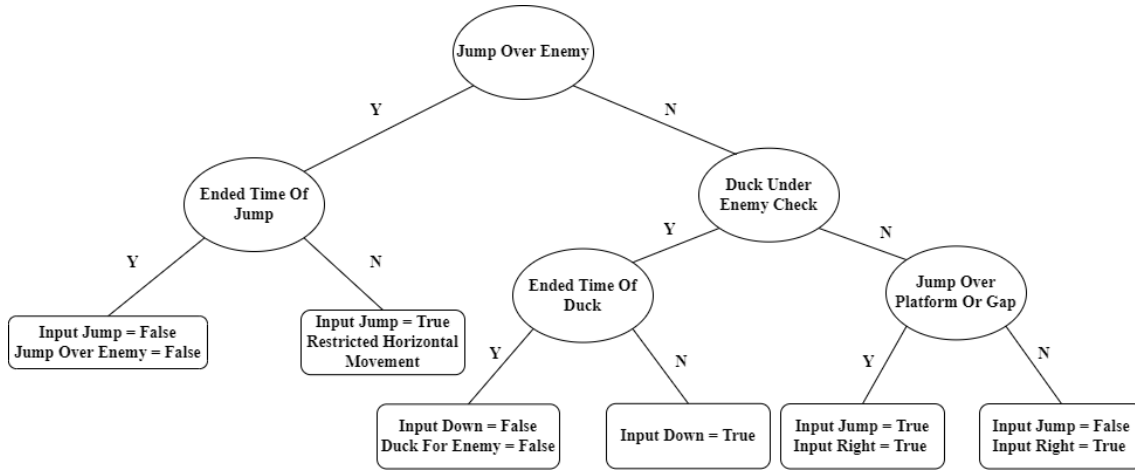 Jump Over Enemy
Y
N
Ended Time Of
Jump
Duck Under
Enemy Check
Y
N
Y
N
Ended Time Of
Duck
Jump Over
Platform Or Gap
Input Jump = False
Jump Over Enemy = False
Input Jump = True
Restricted Horizontal
Movement
Y
N
Y
N
Input Down = False
Duck For Enemy = False
Input Down = True
Input Jump = True
Input Right = True
Input Jump = False
Input Right = True